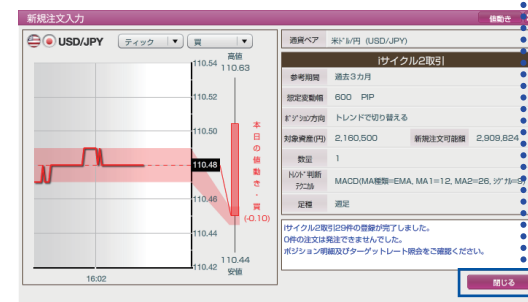 新規注文入力
値動き
USD/JPY
ティック
買
高値
110.63
110.54
110.52
110.50
110.48
110.46
110.44
110.42
本日の値動き・買
(-0.10)
110.44
安値
16:02
通貨ペア 米ドル/円 (USD/JPY)
iサイクル2取引
参考期間 過去3カ月
想定変動幅 600 PIP
ポジション方向 トレンドで切り替える
対象資産(円) 2,160,500 新規注文可能額 2,909,824
数量 1
トレンド判断テクニカル MACD(MA種類=EMA, MA1=12, MA2=26, シグナル=9)
足種 週足
iサイクル2取引29件の登録が完了しました。
0件の注文は発注できませんでした。
ポジション明細及びターゲットレート照会をご確認ください。
閉じる